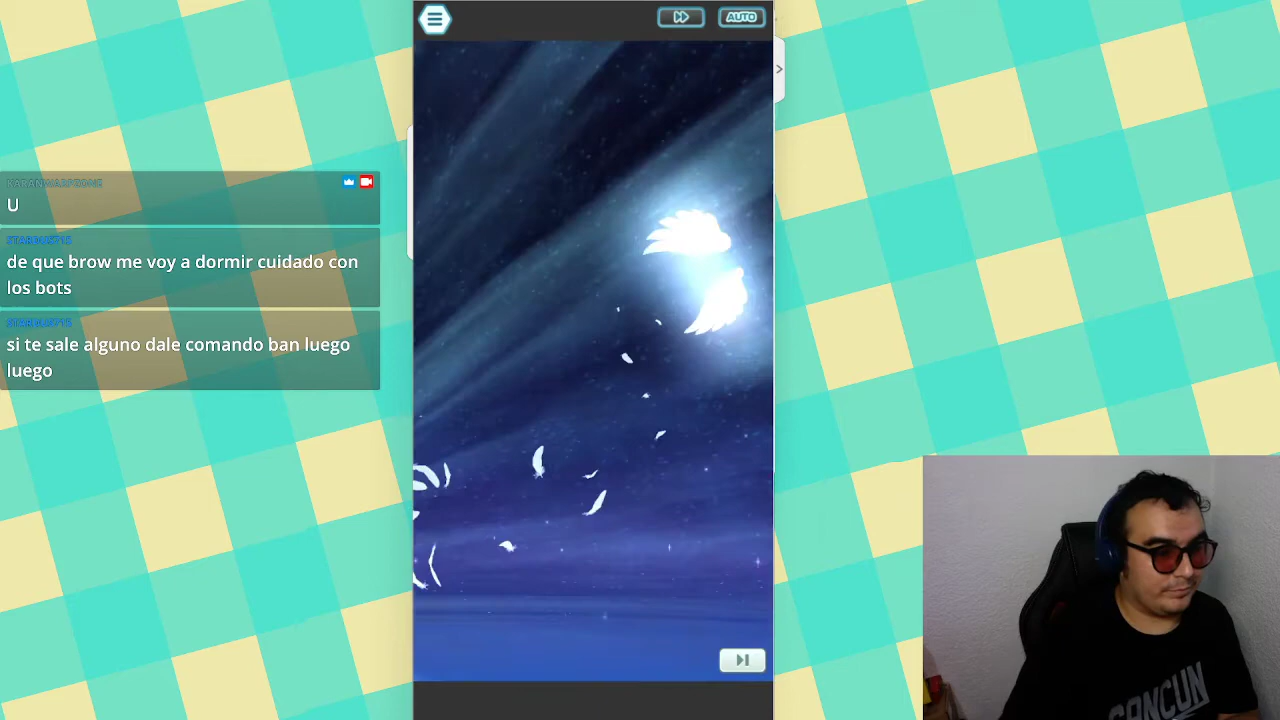 AUTO
KARANWARFOONE
U
de que brow me voy a dormir cuidado con
los bots
si te sale alguno dale comando ban luego
luego
CANCUN